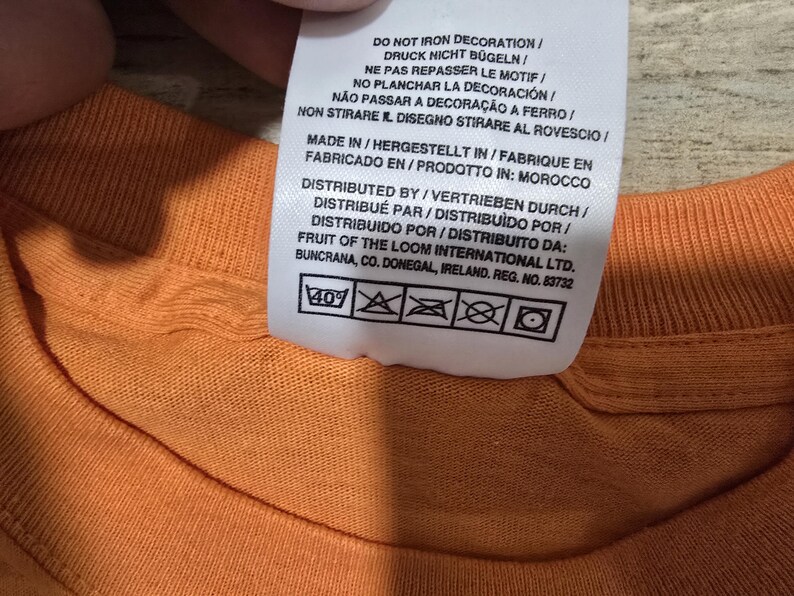 DO NOT IRON DECORATION /
DRUCK NICHT BÜGELN /
NE PAS REPASSER LE MOTIF /
NO PLANCHAR LA DECORACIÓN /
NÃO PASSAR A DECORAÇÃO A FERRO /
NON STIRARE IL DISEGNO STIRARE AL ROVESCIO /
MADE IN / HERGESTELLT IN / FABRIQUE EN
FABRICADO EN / PRODOTTO IN: MOROCCO
DISTRIBUTED BY / VERTRIEBEN DURCH /
DISTRIBUÉ PAR / DISTRIBUÌDO POR /
DISTRIBUIDO POR / DISTRIBUITO DA:
FRUIT OF THE LOOM INTERNATIONAL LTD.
BUNCRANA, CO. DONEGAL, IRELAND. REG. NO. 83732
40°